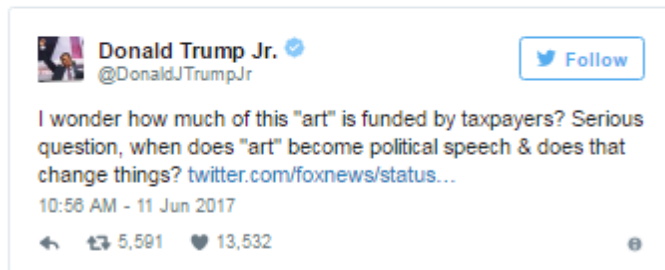 Donald Trump Jr.
@DonaldJTrumpJr
Follow
I wonder how much of this "art" is funded by taxpayers? Serious
question, when does "art" become political speech & does that
change things? twitter.com/foxnews/status…
10:56 AM - 11 Jun 2017
5,591 13,532